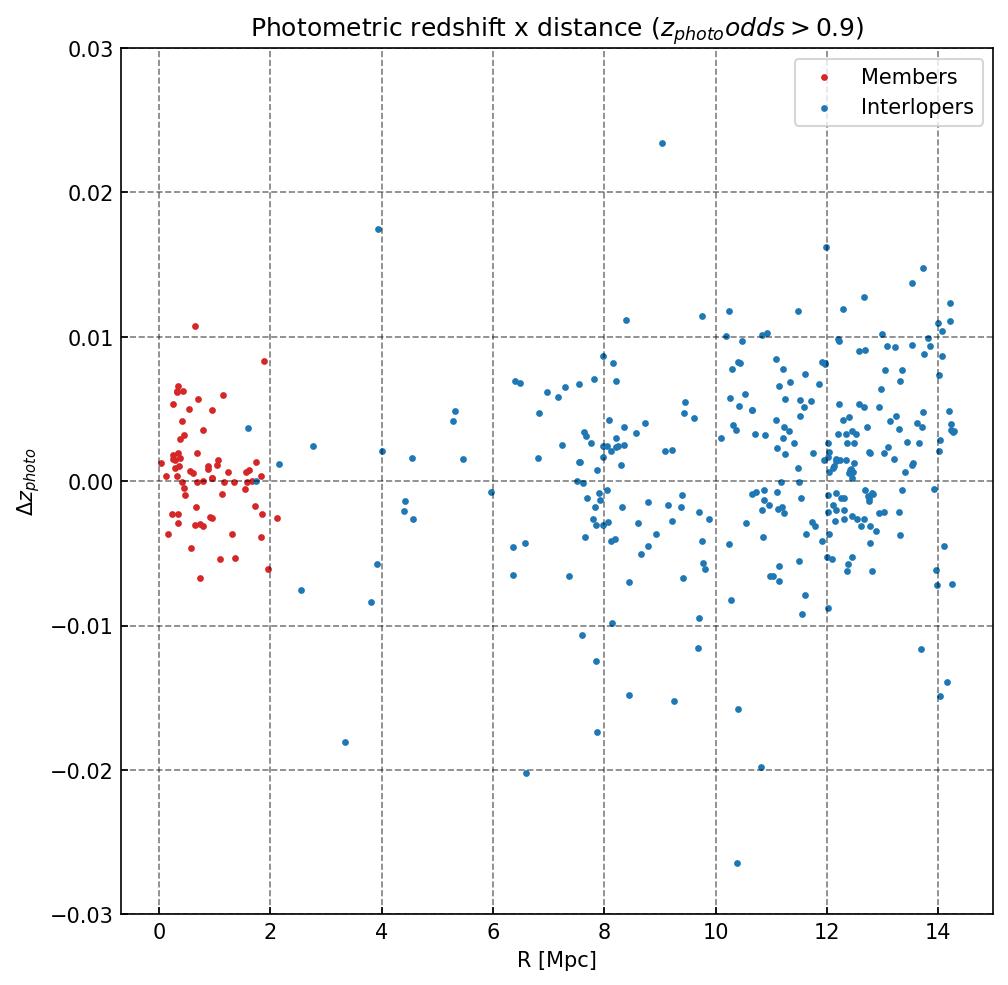 Photometric redshift x distance (z_photo odds > 0.9)
Members
Interlopers
0.03
0.02
0.01
0.00
−0.01
−0.02
−0.03
Δz_photo
0 2 4 6 8 10 12 14
R [Mpc]